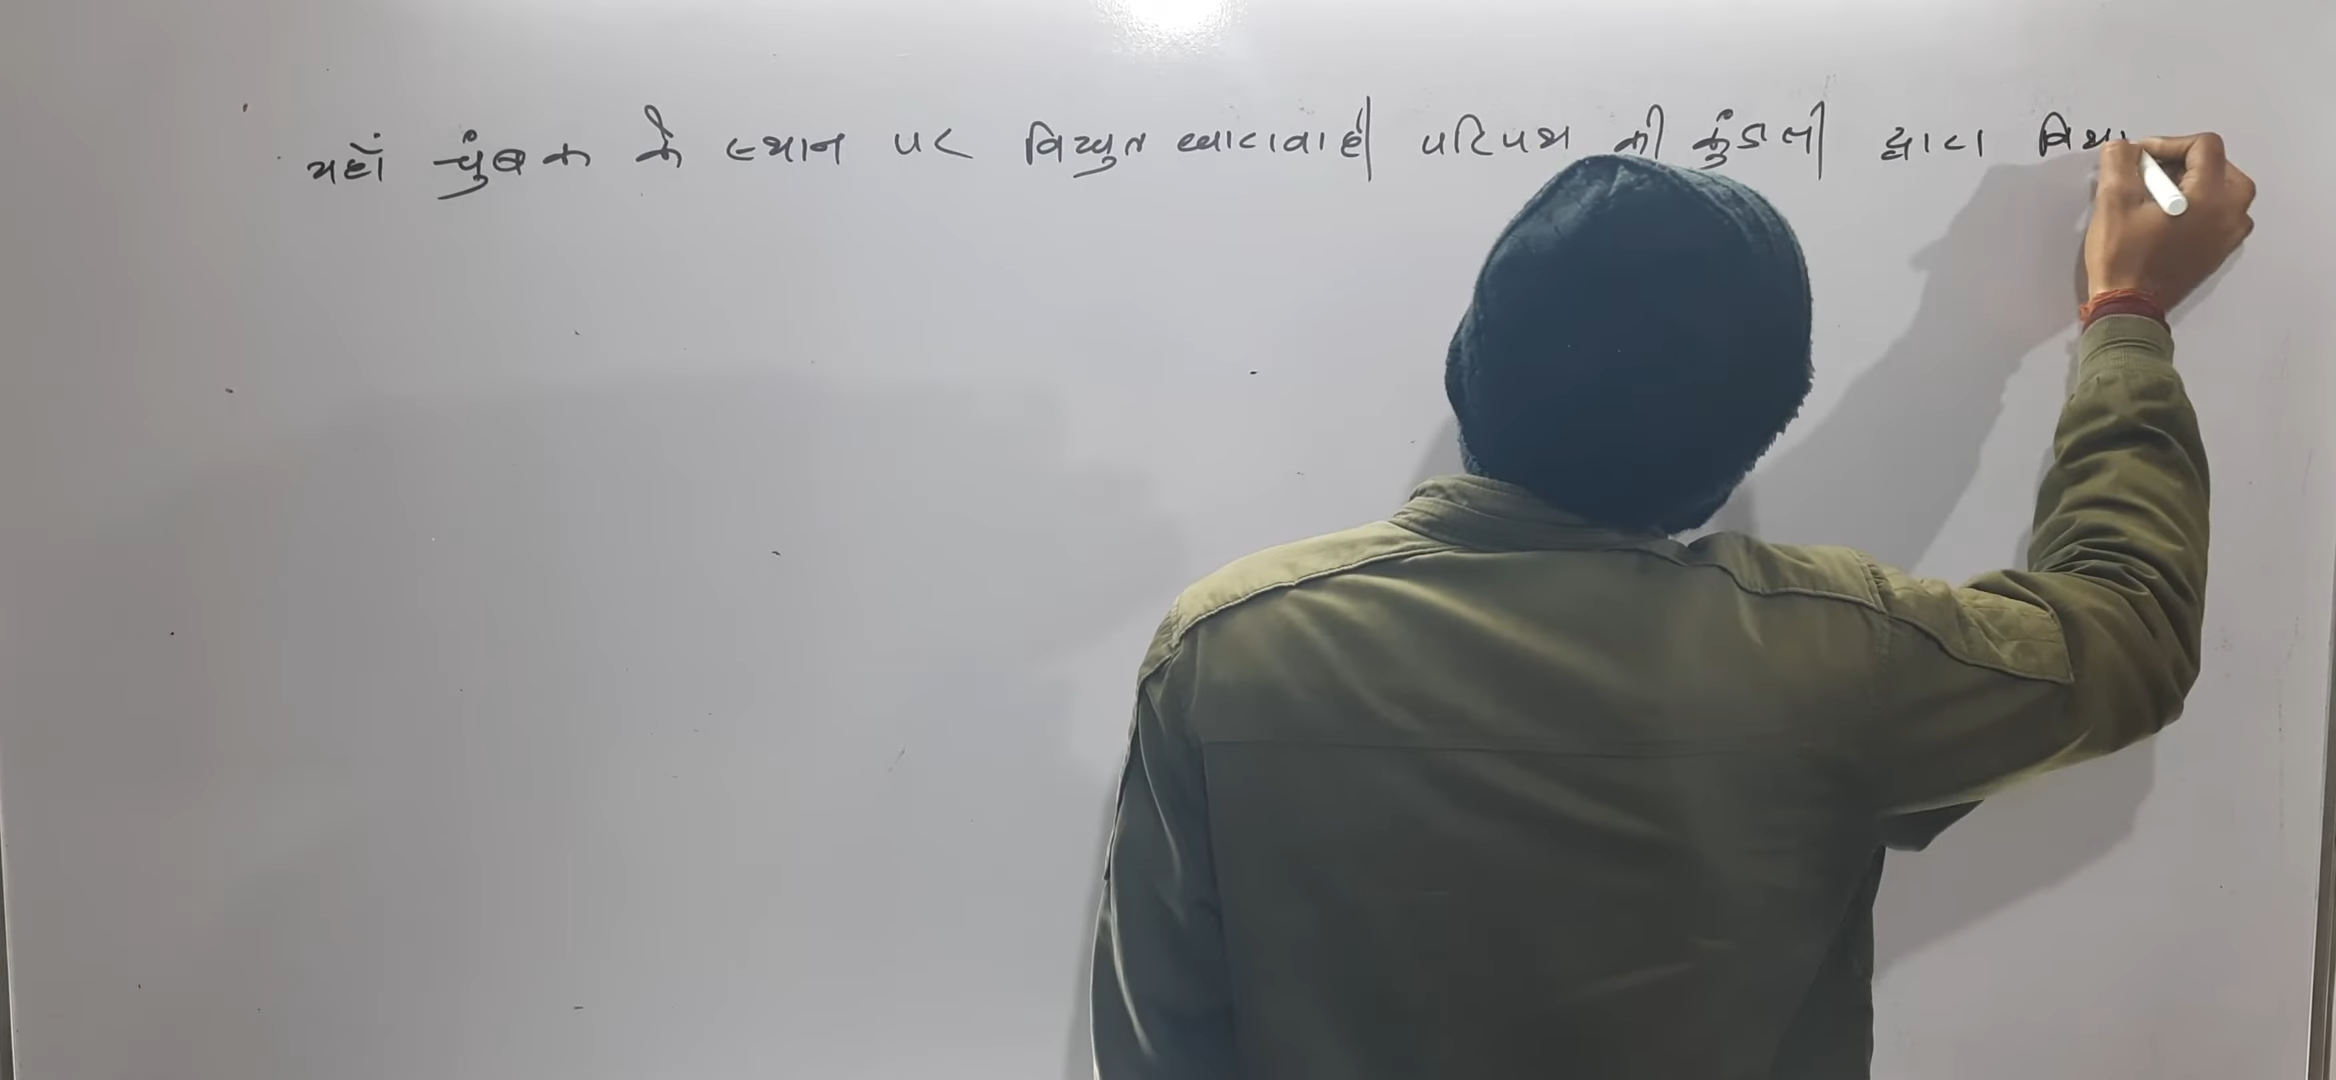 यहाँ चुंबक के स्थान पर विद्युत धारावाही परिपथ की कुंडली द्वारा